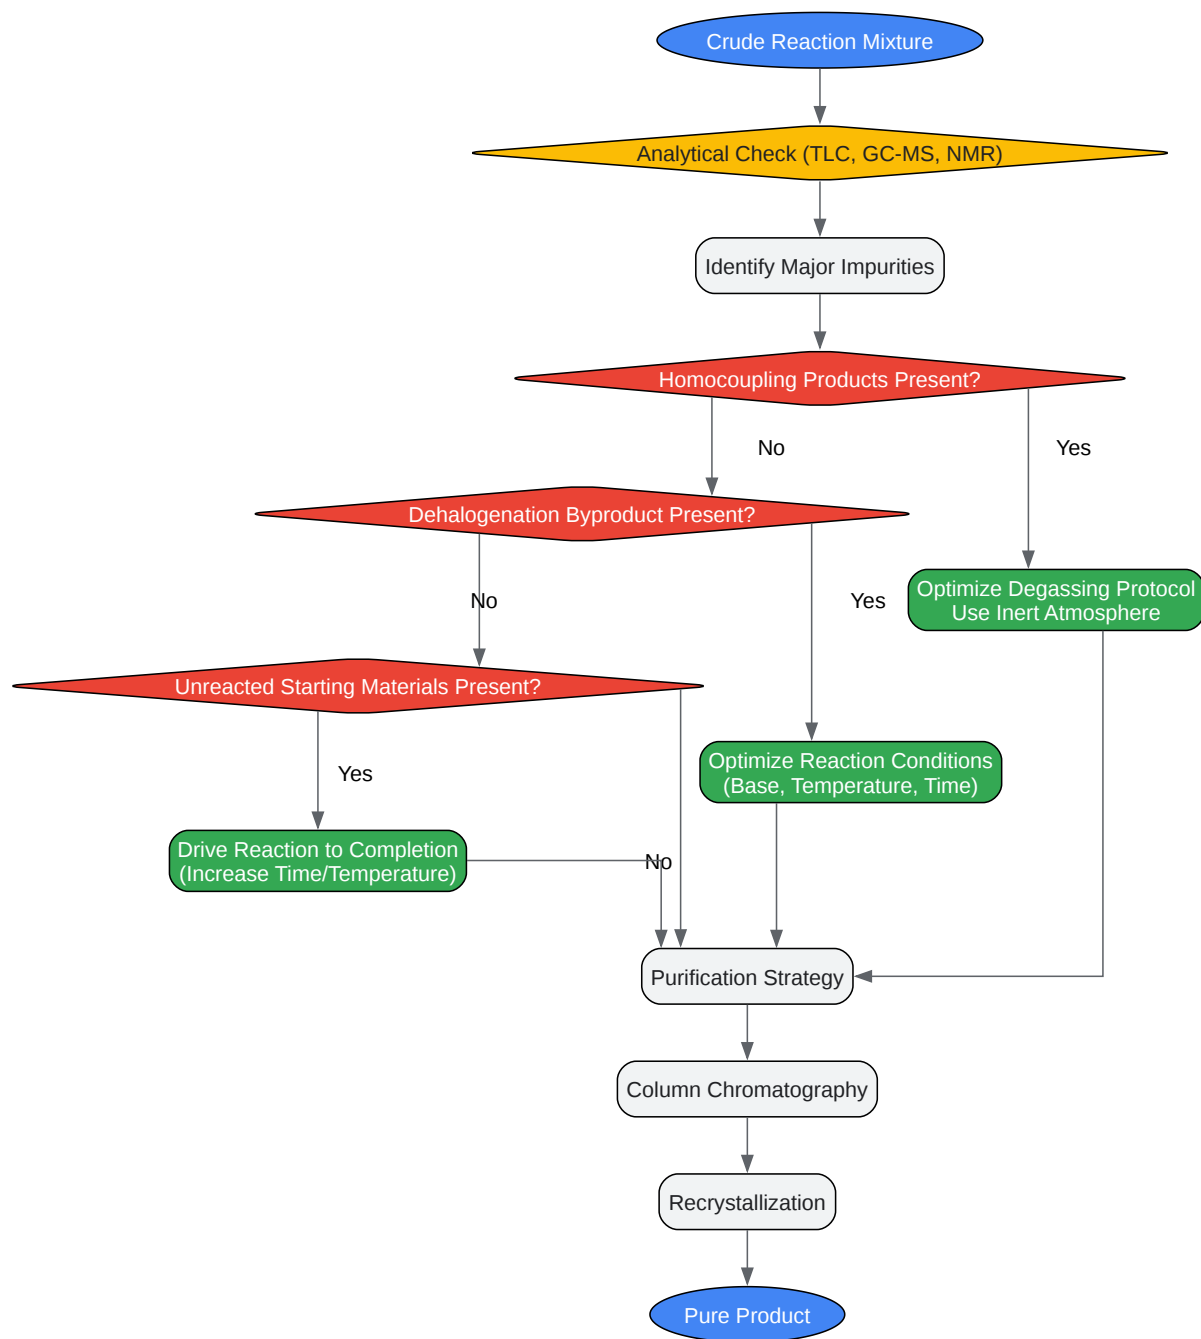 Crude Reaction Mixture
Analytical Check (TLC, GC-MS, NMR)
Identify Major Impurities
Homocoupling Products Present?
No
Yes
Dehalogenation Byproduct Present?
No
Yes
Optimize Degassing Protocol
Use Inert Atmosphere
Unreacted Starting Materials Present?
Yes
Optimize Reaction Conditions
(Base, Temperature, Time)
Drive Reaction to Completion
(Increase Time/Temperature)
No
Purification Strategy
Column Chromatography
Recrystallization
Pure Product